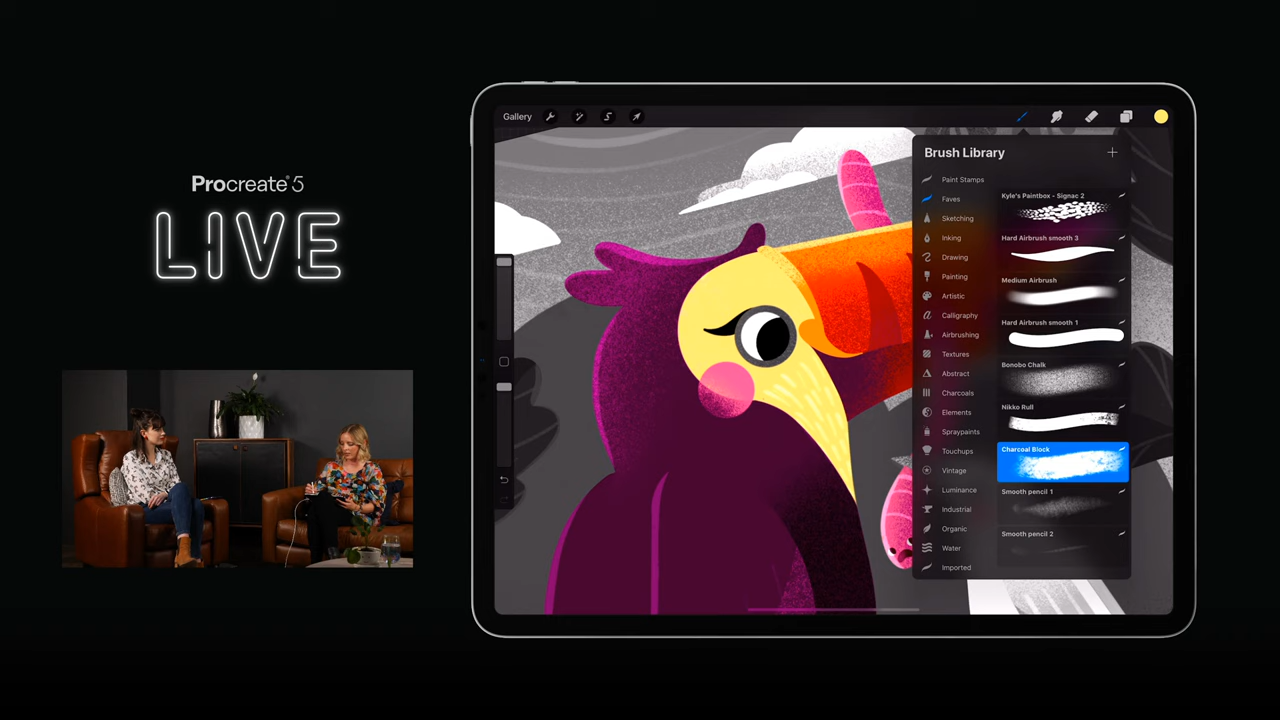 Procreate® 5
LIVE
Gallery
Brush Library
Paint Stamps
Faves
Sketching
Inking
Drawing
Painting
Artistic
Calligraphy
Airbrushing
Textures
Abstract
Charcoals
Elements
Spraypaints
Touchups
Vintage
Luminance
Industrial
Organic
Water
Imported
Kyle's Paintbox - Signac 2
Hard Airbrush smooth 3
Medium Airbrush
Hard Airbrush smooth 1
Bonobo Chalk
Nikko Rull
Charcoal Block
Smooth pencil 1
Smooth pencil 2